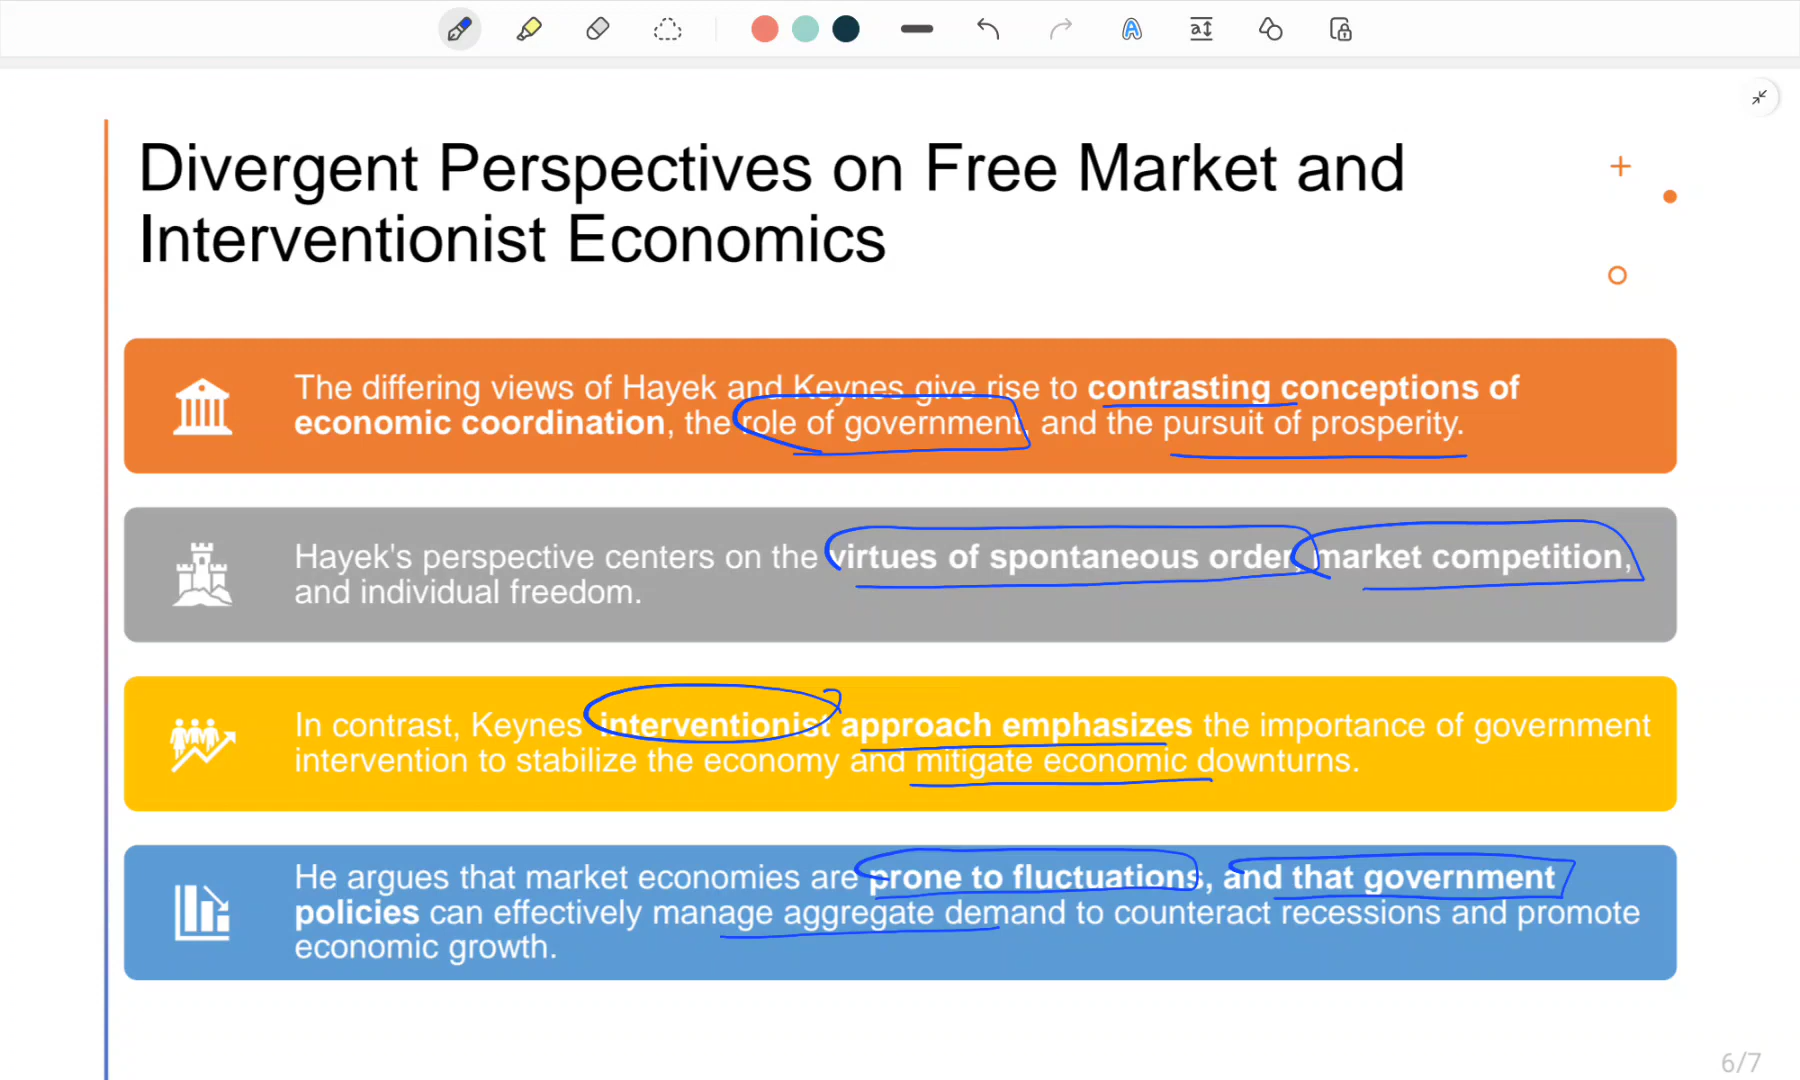 Divergent Perspectives on Free Market and
Interventionist Economics
The differing views of Hayek and Keynes give rise to contrasting conceptions of
economic coordination, the role of government, and the pursuit of prosperity.
Hayek's perspective centers on the virtues of spontaneous order, market competition,
and individual freedom.
In contrast, Keynes interventionist approach emphasizes the importance of government
intervention to stabilize the economy and mitigate economic downturns.
He argues that market economies are prone to fluctuations, and that government
policies can effectively manage aggregate demand to counteract recessions and promote
economic growth.
6/7